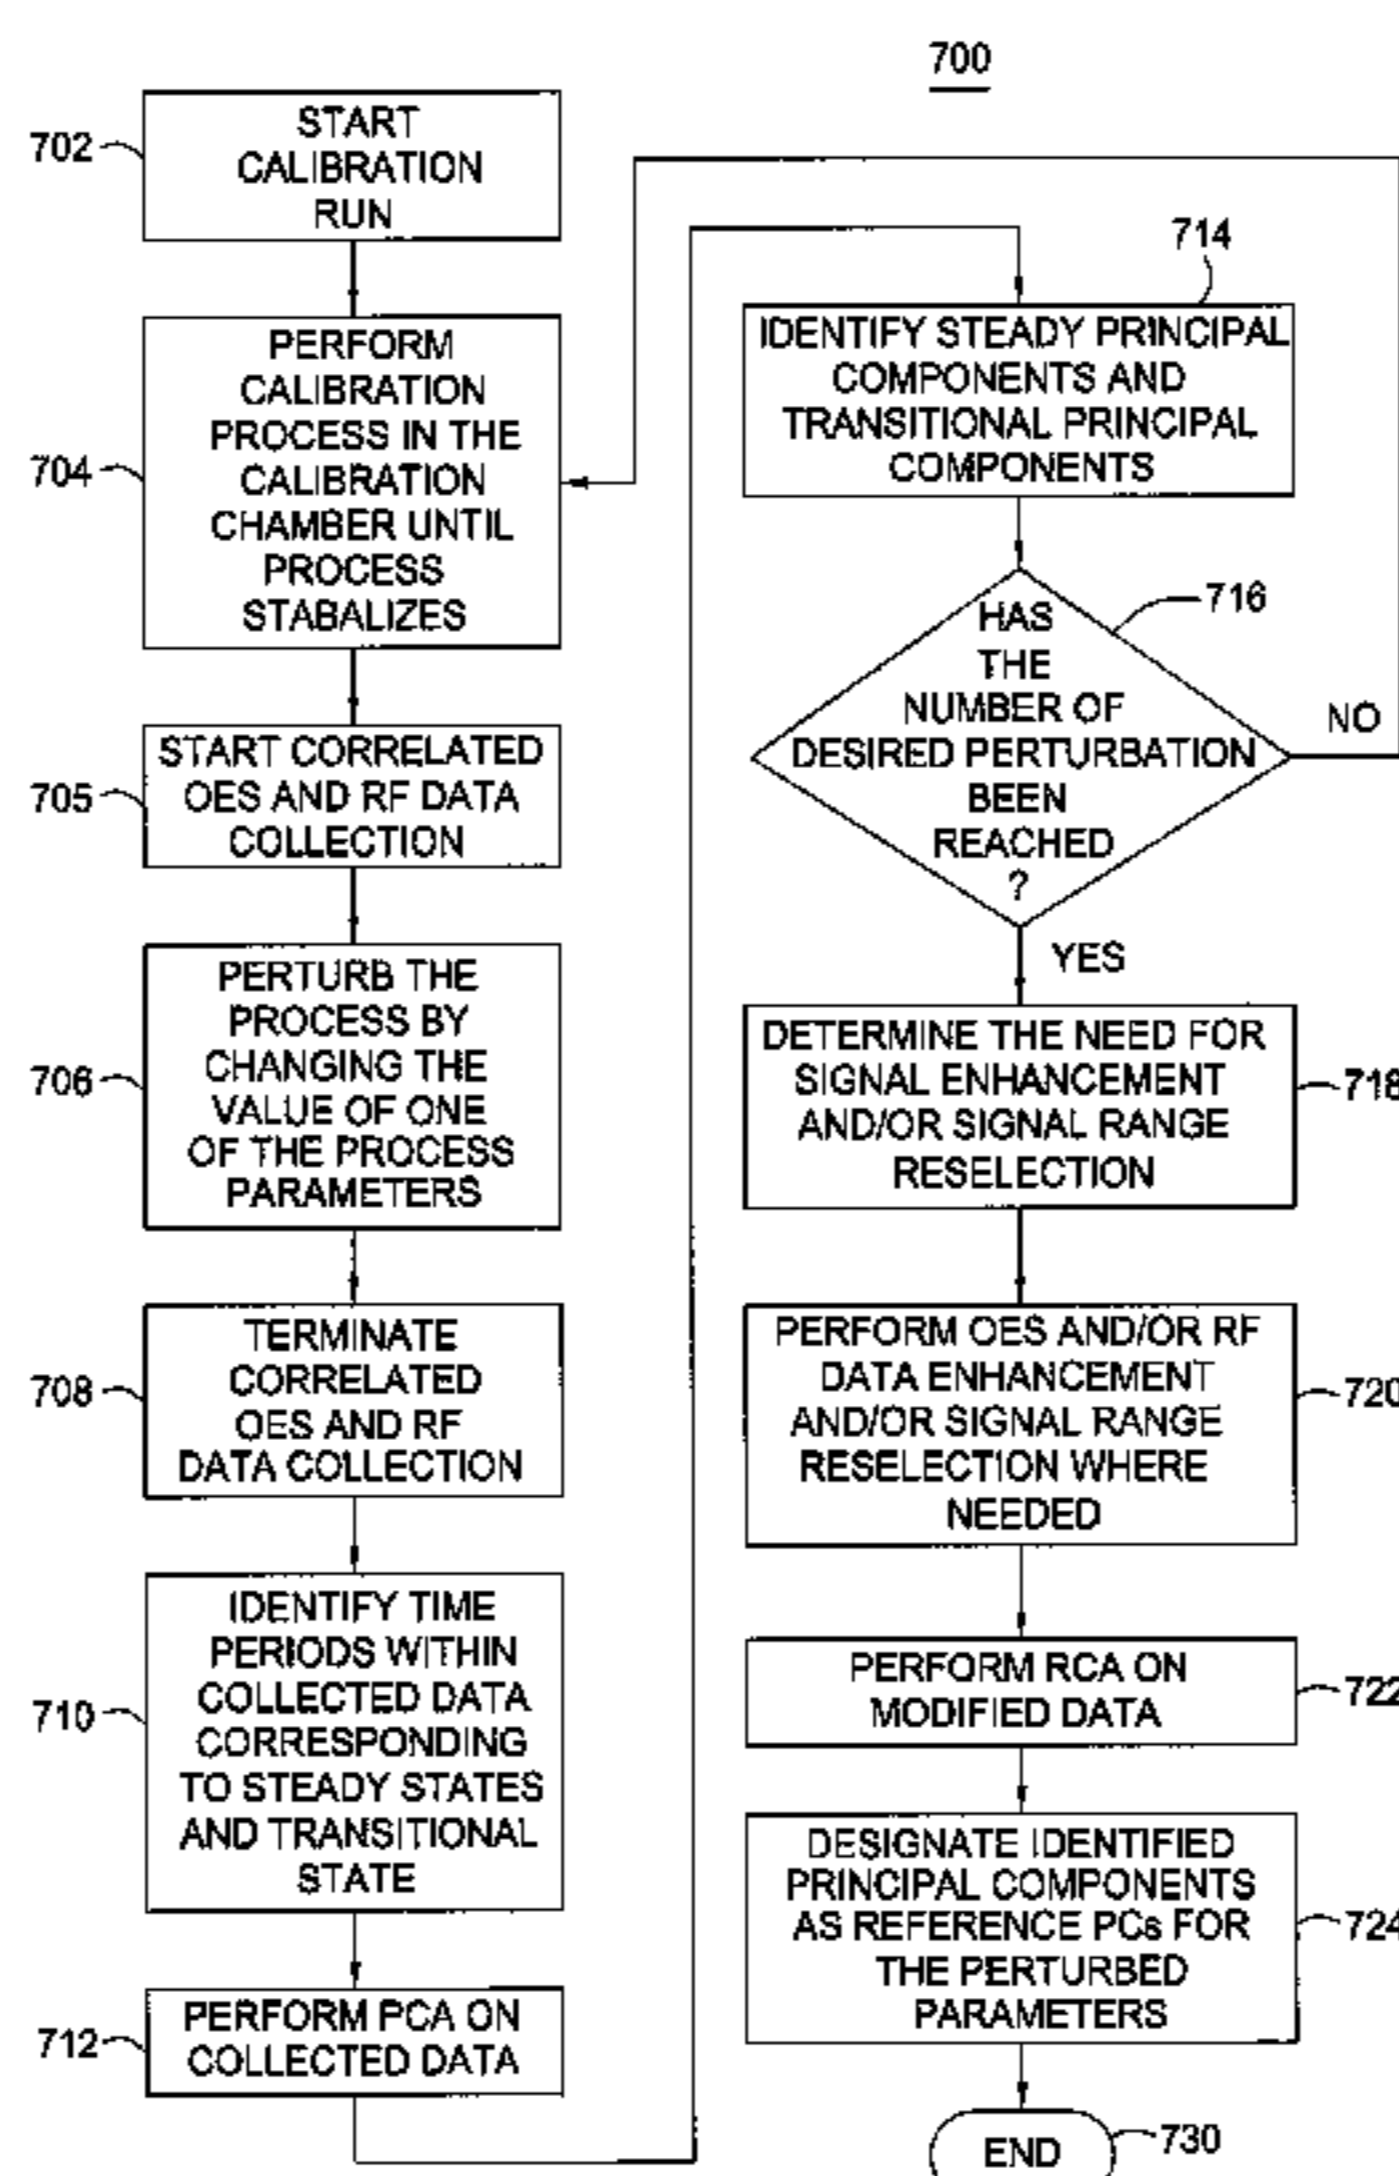 700
702
START
CALIBRATION
RUN
704
PERFORM
CALIBRATION
PROCESS IN THE
CALIBRATION
CHAMBER UNTIL
PROCESS
STABALIZES
705
START CORRELATED
OES AND RF DATA
COLLECTION
706
PERTURB THE
PROCESS BY
CHANGING THE
VALUE OF ONE
OF THE PROCESS
PARAMETERS
708
TERMINATE
CORRELATED
OES AND RF
DATA COLLECTION
710
IDENTIFY TIME
PERIODS WITHIN
COLLECTED DATA
CORRESPONDING
TO STEADY STATES
AND TRANSITIONAL
STATE
712
PERFORM PCA ON
COLLECTED DATA
714
IDENTIFY STEADY PRINCIPAL
COMPONENTS AND
TRANSITIONAL PRINCIPAL
COMPONENTS
716
HAS
THE
NUMBER OF
DESIRED PERTURBATION
BEEN
REACHED
?
NO
YES
DETERMINE THE NEED FOR
SIGNAL ENHANCEMENT
AND/OR SIGNAL RANGE
RESELECTION
718
PERFORM OES AND/OR RF
DATA ENHANCEMENT
AND/OR SIGNAL RANGE
RESELECTION WHERE
NEEDED
720
PERFORM RCA ON
MODIFIED DATA
722
DESIGNATE IDENTIFIED
PRINCIPAL COMPONENTS
AS REFERENCE PCs FOR
THE PERTURBED
PARAMETERS
724
END
730